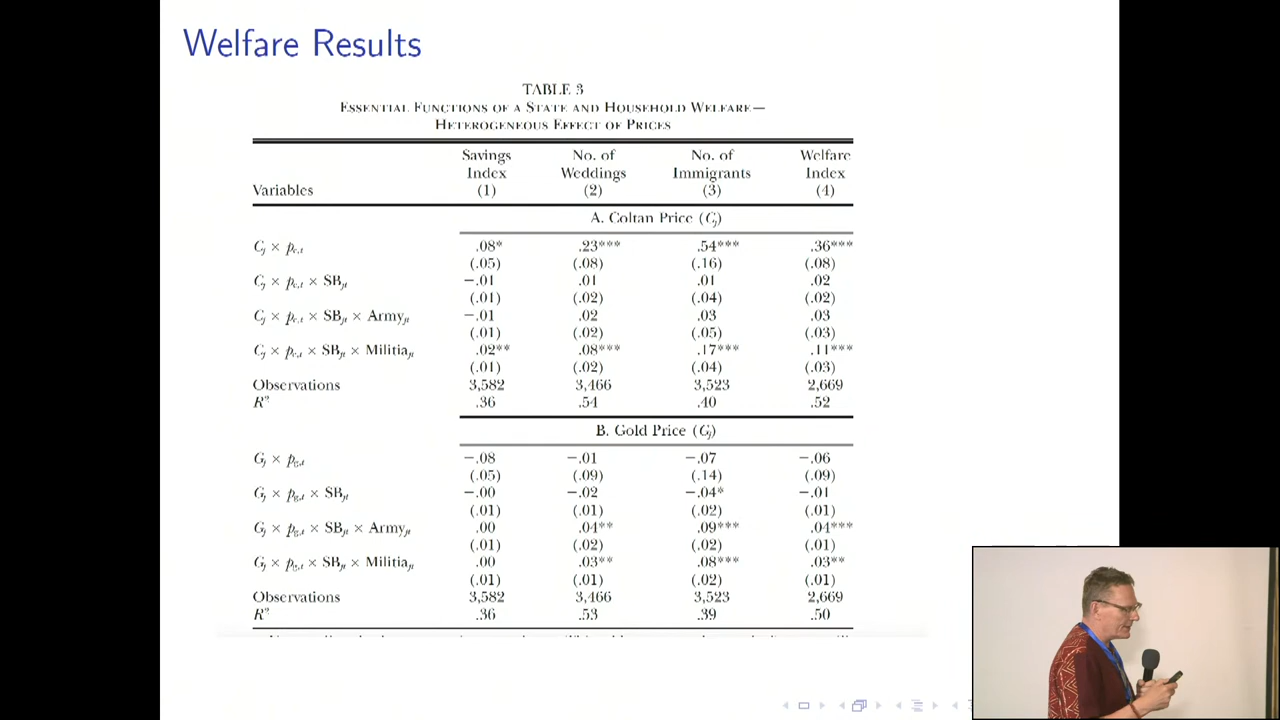 Welfare Results
TABLE 3
Essential Functions of a State and Household Welfare—
Heterogeneous Effect of Prices
Variables Savings Index (1) No. of Weddings (2) No. of Immigrants (3) Welfare Index (4)
A. Coltan Price (Cj)
Cj × pc,t .08* .23*** .54*** .36***
(.05) (.08) (.16) (.08)
Cj × pc,t × SBjt −.01 .01 .01 .02
(.01) (.02) (.04) (.02)
Cj × pc,t × SBjt × Armyjt −.01 .02 .03 .03
(.01) (.02) (.05) (.03)
Cj × pc,t × SBjt × Militiajt .02** .08*** .17*** .11***
(.01) (.02) (.04) (.03)
Observations 3,582 3,466 3,523 2,669
R² .36 .54 .40 .52
B. Gold Price (Gj)
Gj × pg,t −.08 −.01 −.07 −.06
(.05) (.09) (.14) (.09)
Gj × pg,t × SBjt −.00 −.02 −.04* −.01
(.01) (.01) (.02) (.01)
Gj × pg,t × SBjt × Armyjt .00 .04** .09*** .04***
(.01) (.02) (.02) (.01)
Gj × pg,t × SBjt × Militiajt .00 .03** .08*** .03**
(.01) (.01) (.02) (.01)
Observations 3,582 3,466 3,523 2,669
R² .36 .53 .39 .50